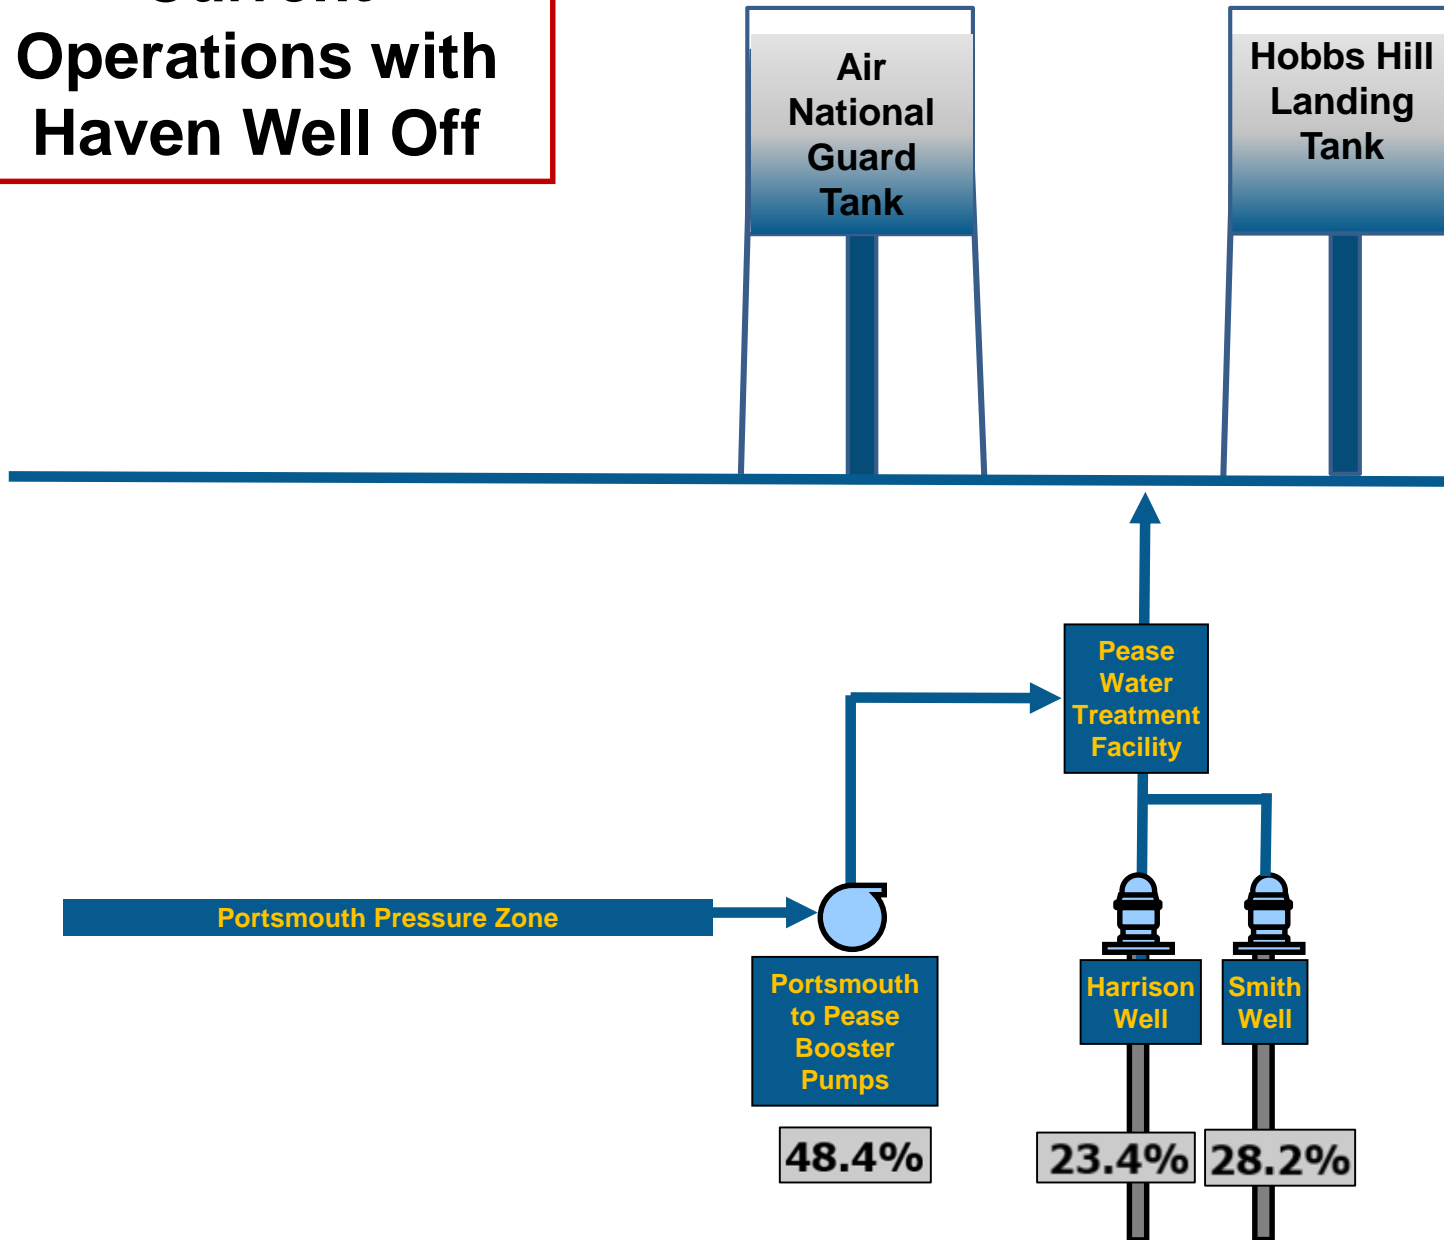 Current
Operations with
Haven Well Off
Air
National
Guard
Tank
Hobbs Hill
Landing
Tank
Pease
Water
Treatment
Facility
Portsmouth Pressure Zone
Portsmouth
to Pease
Booster
Pumps
Harrison
Well
Smith
Well
48.4%
23.4%
28.2%